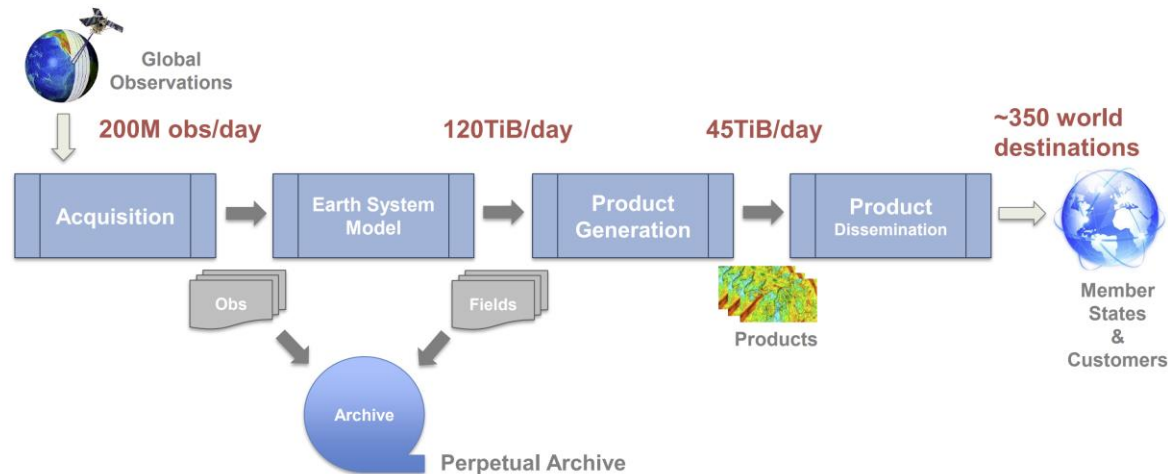 Global
Observations
200M obs/day
120TiB/day
45TiB/day
~350 world
destinations
Acquisition
Earth System
Model
Product
Generation
Product
Dissemination
Obs
Fields
Products
Member
States
&
Customers
Archive
Perpetual Archive